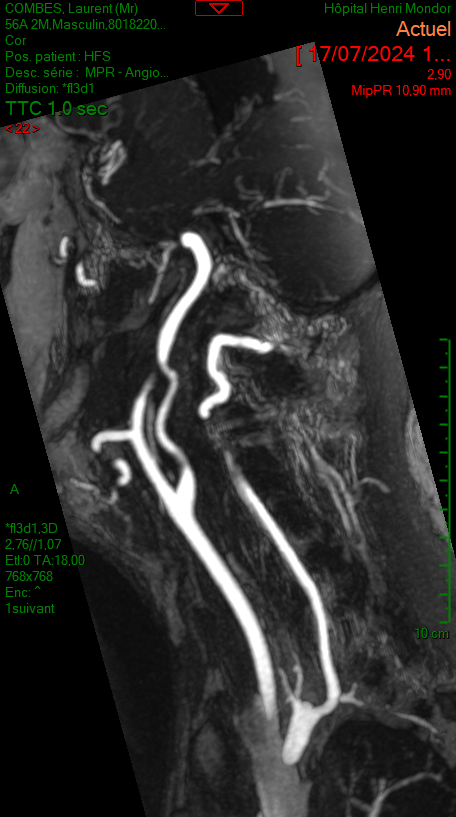 COMBES, Laurent (Mr)
Hôpital Henri Mondor
56A 2M,Masculin,8018220...
Actuel
Cor
Pos. patient : HFS
[ 17/07/2024 1...
Desc. série : MPR - Angio...
2.90
Diffusion: *fl3d1
MipPR 10,90 mm
TTC 1.0 sec
<22>
A
*fl3d1,3D
2,76//1,07
Etl:0 TA:18,00
768x768
Enc: ^
1suivant
10 cm